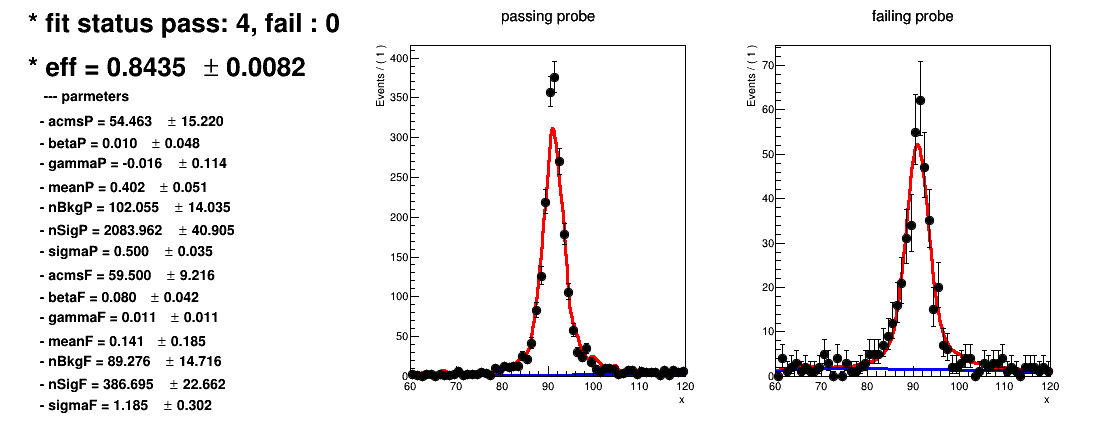 * fit status pass: 4, fail : 0
* eff = 0.8435 ± 0.0082
--- parmeters
- acmsP = 54.463 ± 15.220
- betaP = 0.010 ± 0.048
- gammaP = -0.016 ± 0.114
- meanP = 0.402 ± 0.051
- nBkgP = 102.055 ± 14.035
- nSigP = 2083.962 ± 40.905
- sigmaP = 0.500 ± 0.035
- acmsF = 59.500 ± 9.216
- betaF = 0.080 ± 0.042
- gammaF = 0.011 ± 0.011
- meanF = 0.141 ± 0.185
- nBkgF = 89.276 ± 14.716
- nSigF = 386.695 ± 22.662
- sigmaF = 1.185 ± 0.302
passing probe
Events / ( 1 )
400
350
300
250
200
150
100
50
0
60 70 80 90 100 110 120
x
failing probe
Events / ( 1 )
70
60
50
40
30
20
10
0
60 70 80 90 100 110 120
x